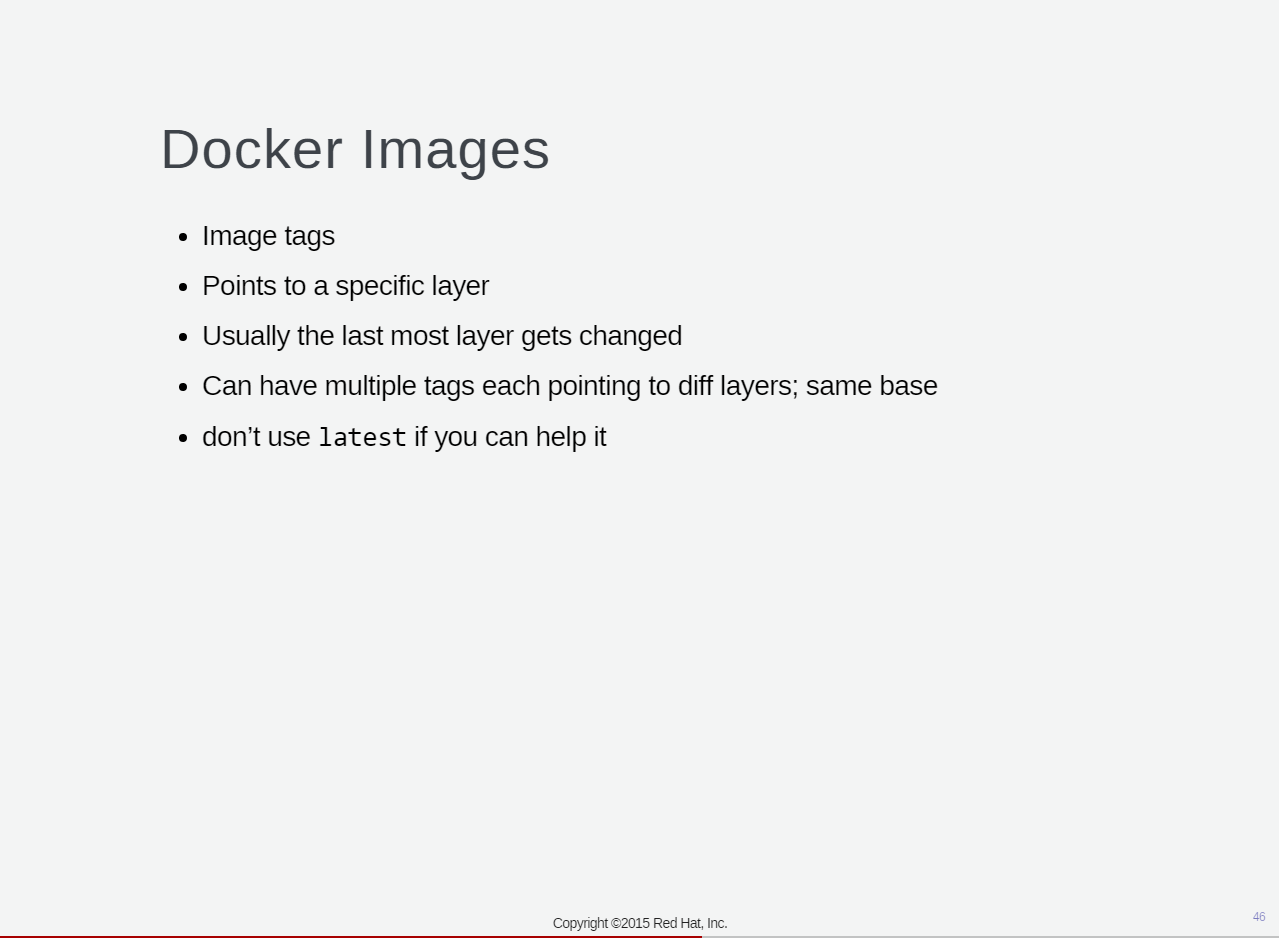 Docker Images
Image tags
Points to a specific layer
Usually the last most layer gets changed
Can have multiple tags each pointing to diff layers; same base
don’t use latest if you can help it
Copyright ©2015 Red Hat, Inc.
46